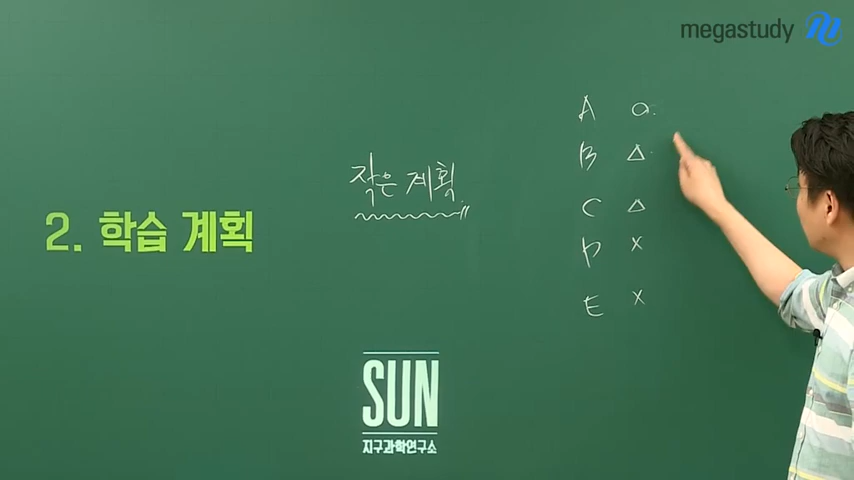 megastudy
2. 학습 계획
작은 계획
A o
B △
C △
D ×
E ×
SUN
지구과학연구소